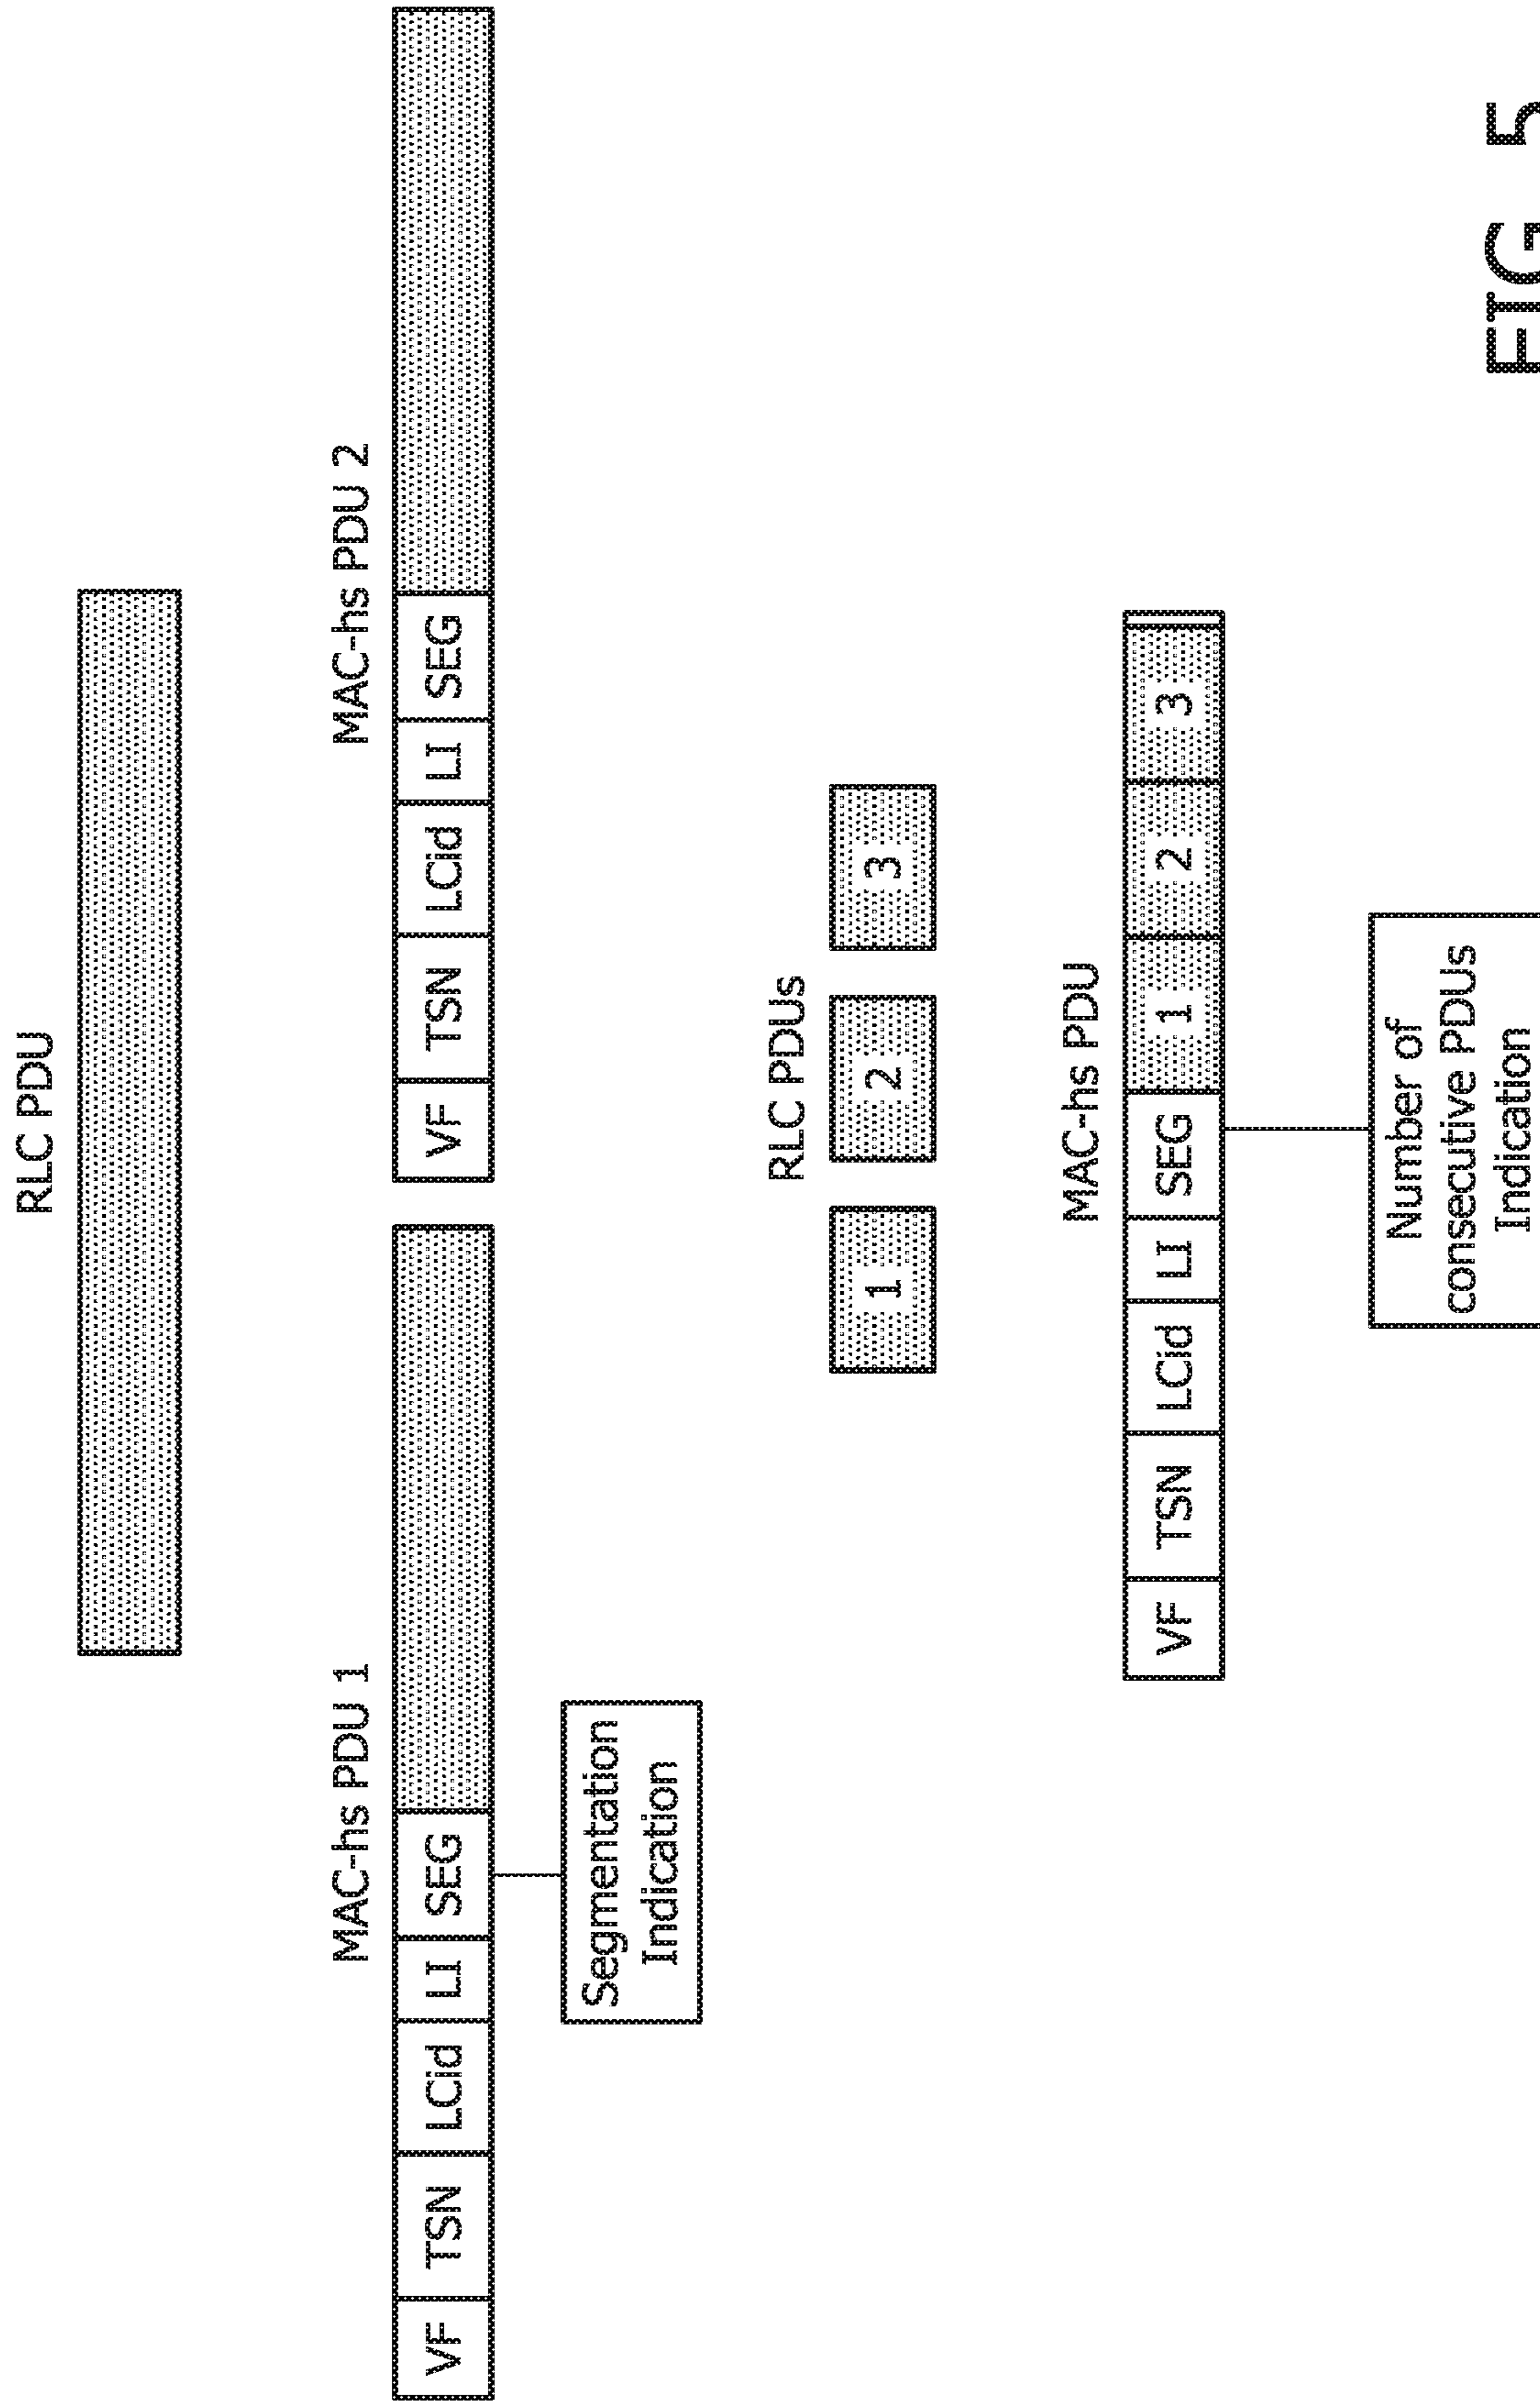 RLC PDU
MAC-hs PDU 1
MAC-hs PDU 2
VF TSN LCid LI SEG
VF TSN LCid LI SEG
Segmentation
Indication
RLC PDUs
1 2 3
MAC-hs PDU
VF TSN LCid LI SEG 1 2 3
Number of
consecutive PDUs
Indication
FIG 5